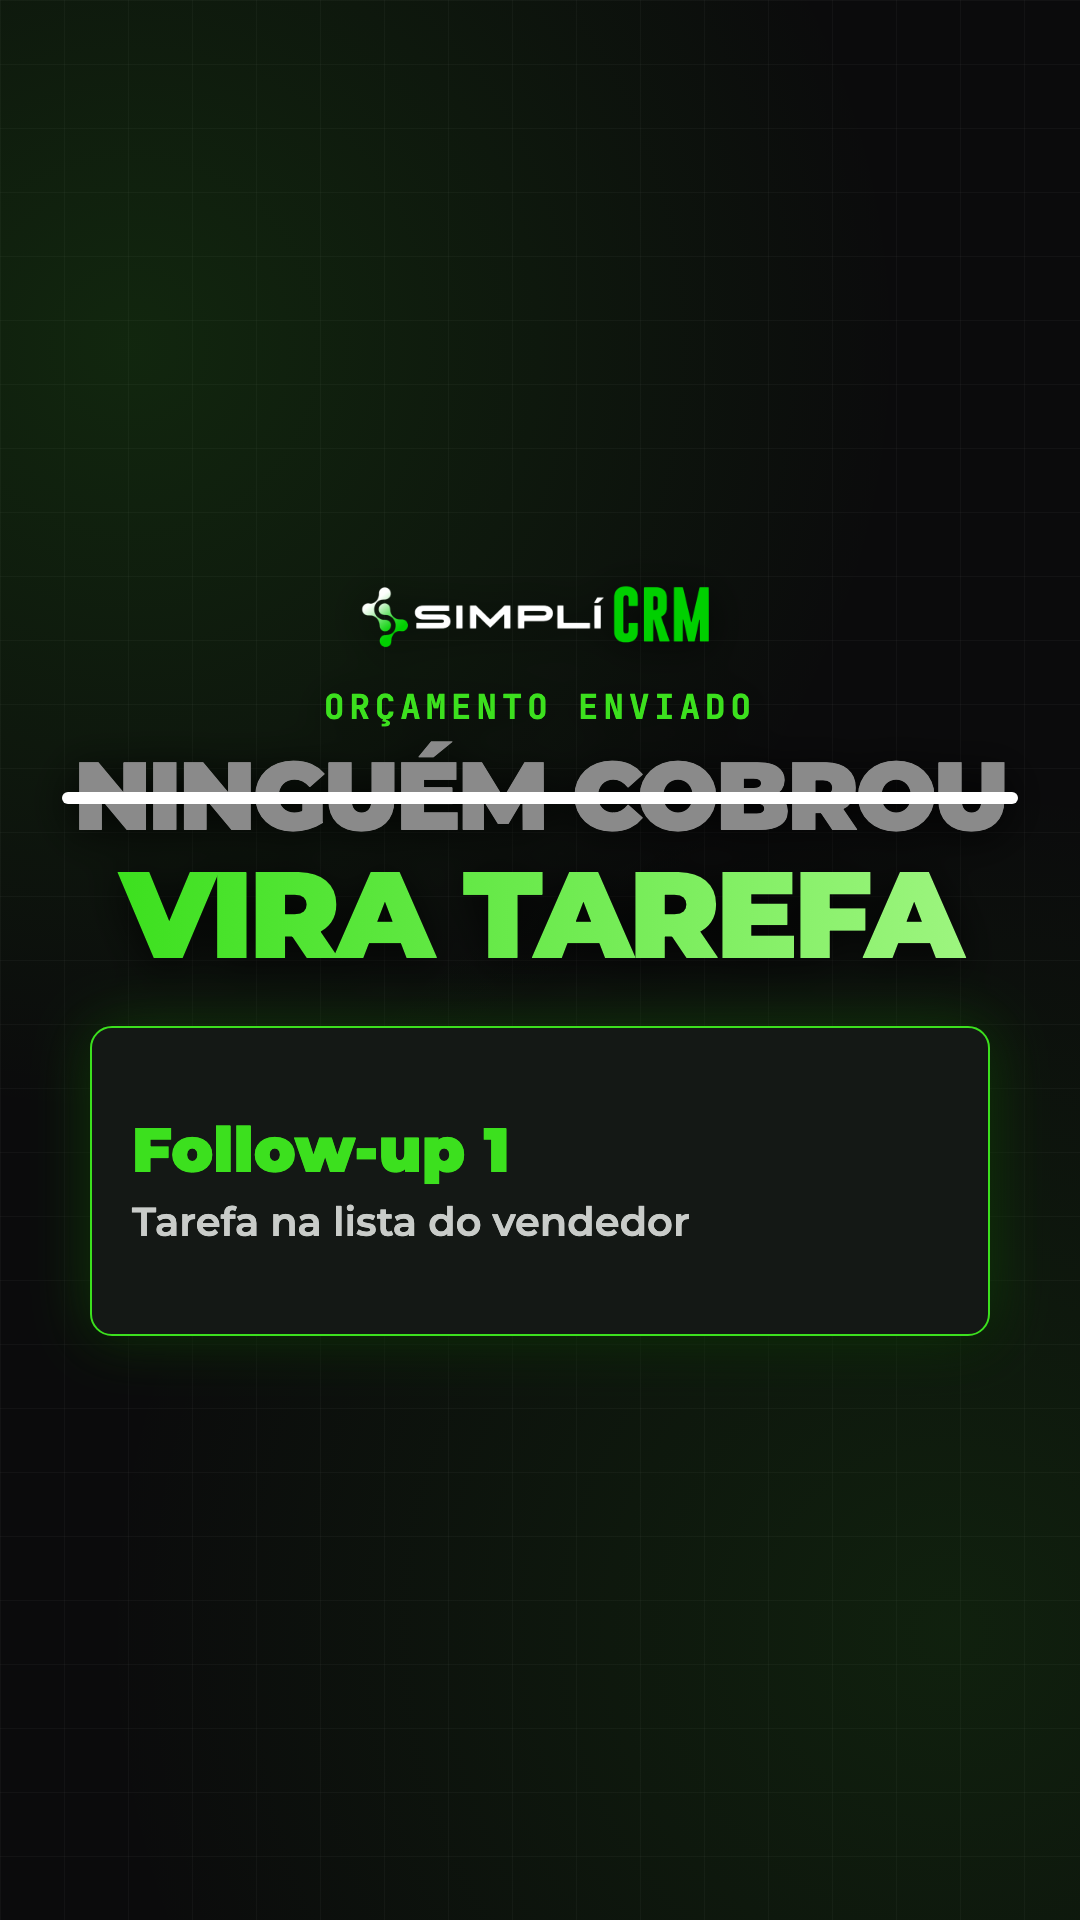 SIMPLÍ CRM
ORÇAMENTO ENVIADO
NINGUÉM COBROU
VIRA TAREFA
Follow-up 1
Tarefa na lista do vendedor